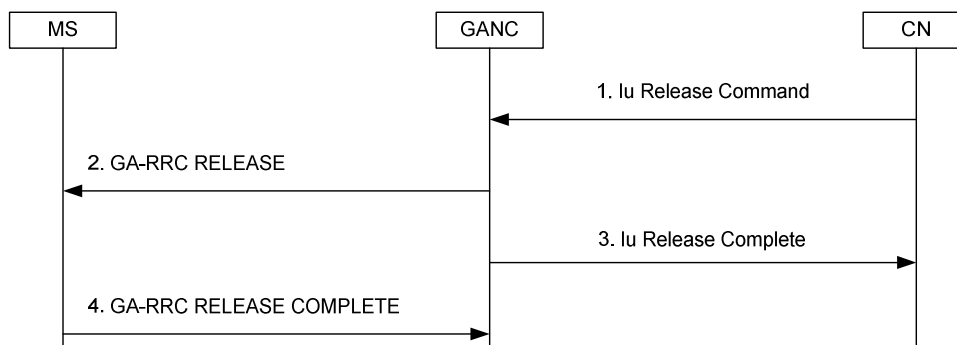 MS
GANC
CN
1. Iu Release Command
2. GA-RRC RELEASE
3. Iu Release Complete
4. GA-RRC RELEASE COMPLETE